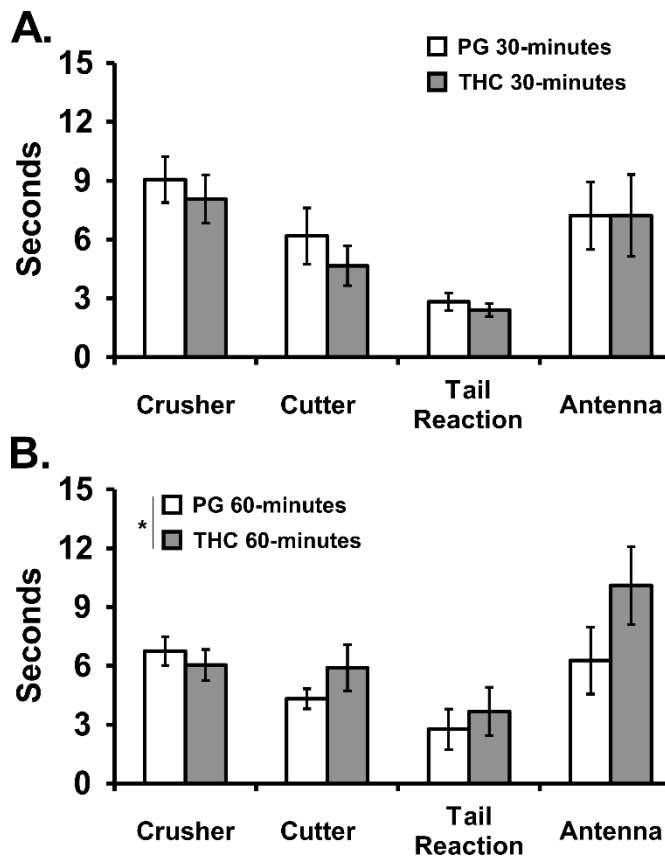 A.
PG 30-minutes
THC 30-minutes
15
12
9
6
3
0
Seconds
Crusher
Cutter
Tail
Reaction
Antenna
B.
PG 60-minutes
*
THC 60-minutes
15
12
9
6
3
0
Seconds
Crusher
Cutter
Tail
Reaction
Antenna